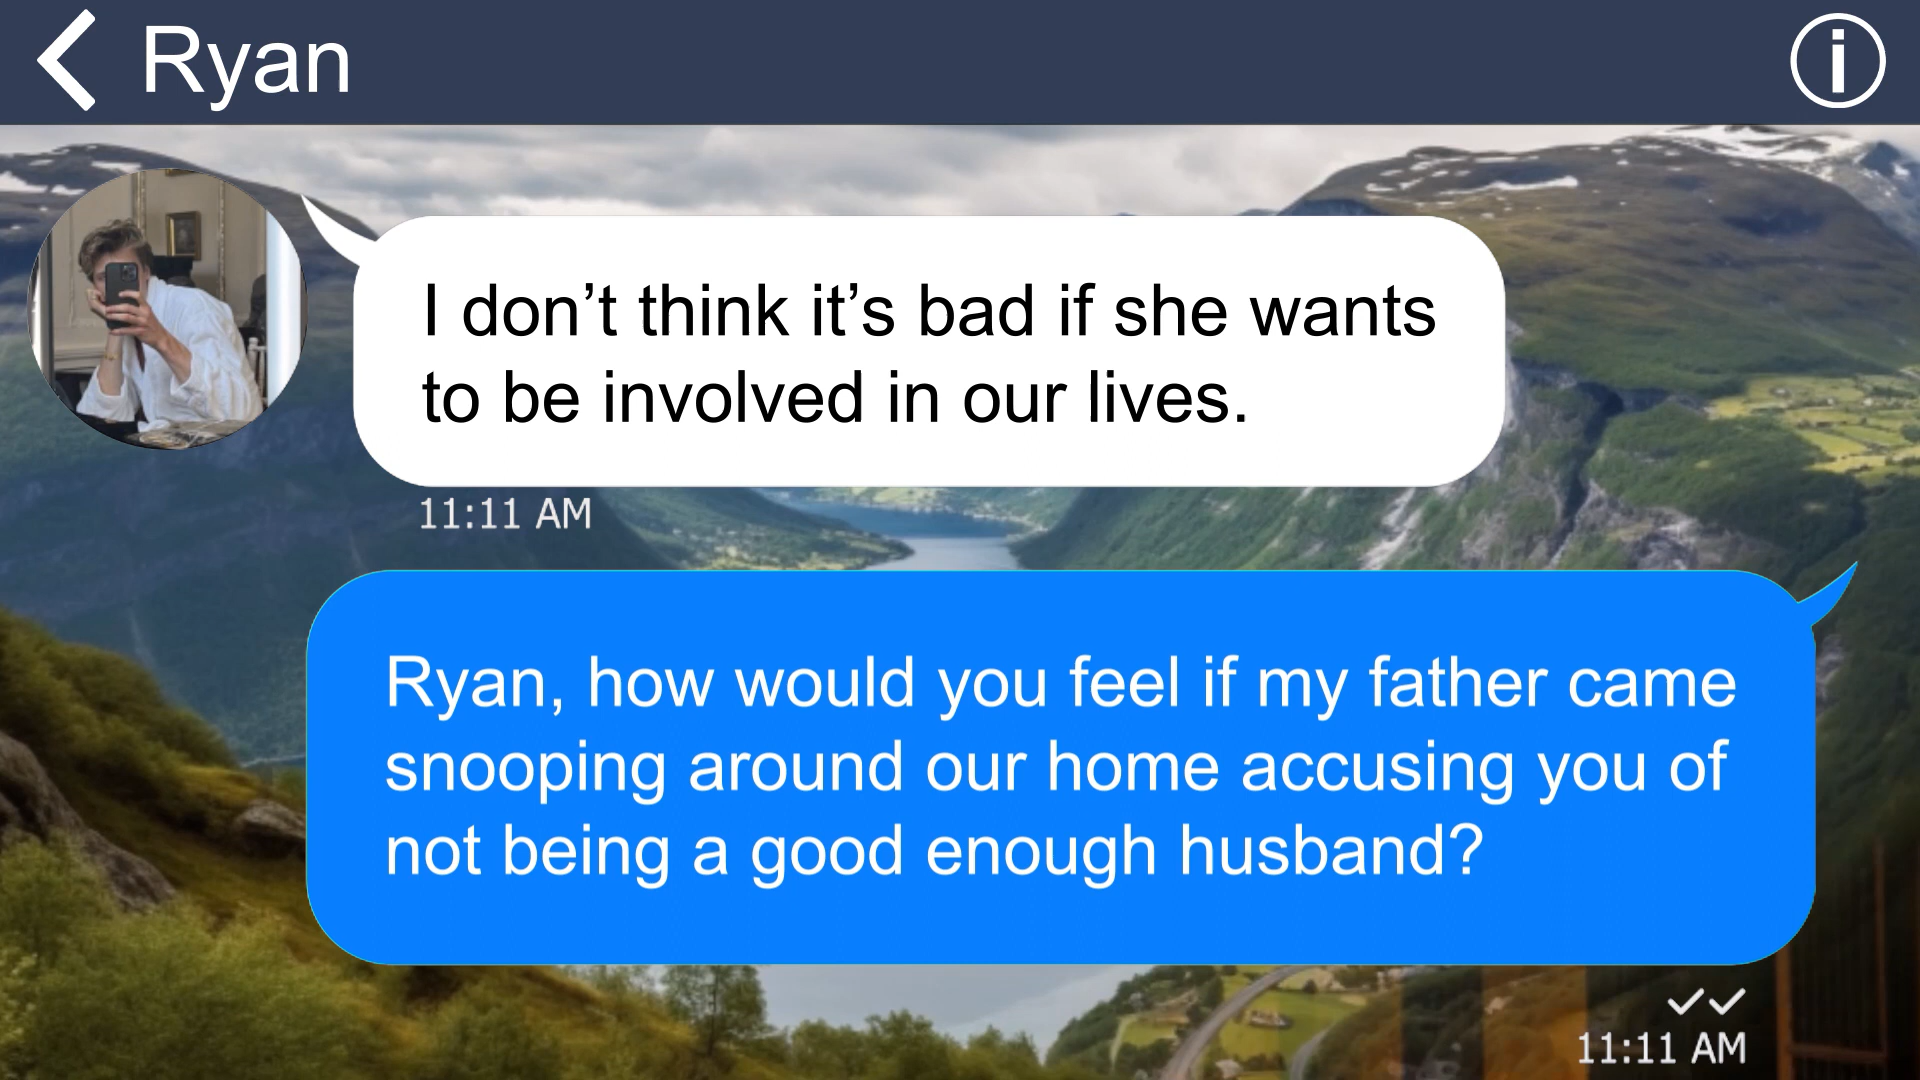 Ryan
I don’t think it’s bad if she wants
to be involved in our lives.
11:11 AM
Ryan, how would you feel if my father came
snooping around our home accusing you of
not being a good enough husband?
11:11 AM